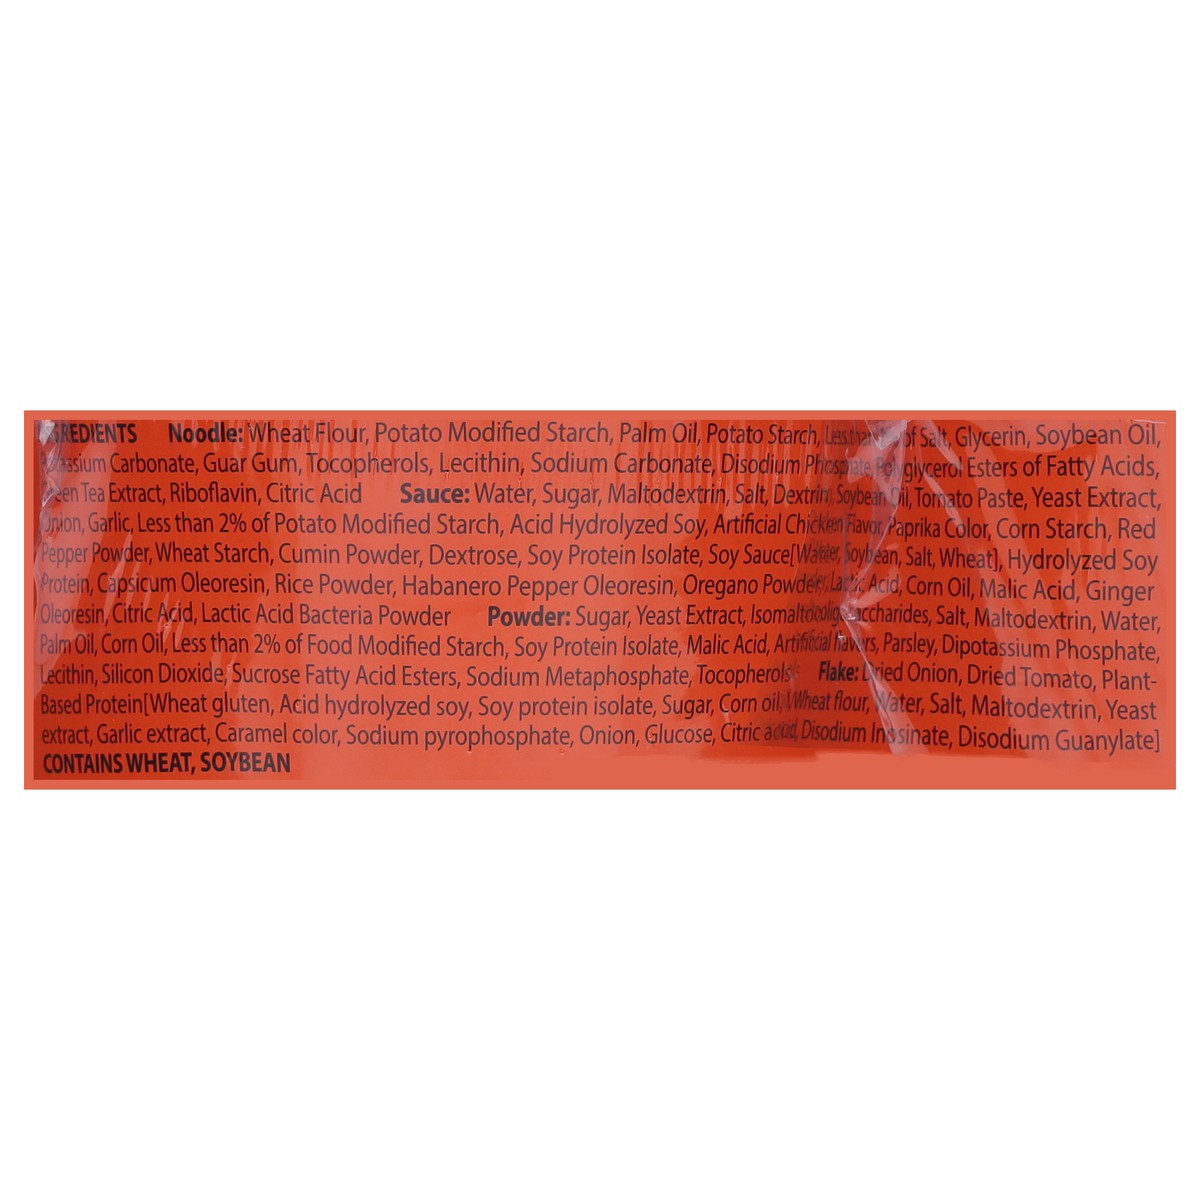 INGREDIENTS Noodle: Wheat Flour, Potato Modified Starch, Palm Oil, Potato Starch, Less than 2% of Salt, Glycerin, Soybean Oil,
Potassium Carbonate, Guar Gum, Tocopherols, Lecithin, Sodium Carbonate, Disodium Phosphate, Polyglycerol Esters of Fatty Acids,
Green Tea Extract, Riboflavin, Citric Acid Sauce: Water, Sugar, Maltodextrin, Salt, Dextrin, Soybean Oil, Tomato Paste, Yeast Extract,
Onion, Garlic, Less than 2% of Potato Modified Starch, Acid Hydrolyzed Soy, Artificial Chicken Flavor, Paprika Color, Corn Starch, Red
Pepper Powder, Wheat Starch, Cumin Powder, Dextrose, Soy Protein Isolate, Soy Sauce[Water, Soybean, Salt, Wheat], Hydrolyzed Soy
Protein, Capsicum Oleoresin, Rice Powder, Habanero Pepper Oleoresin, Oregano Powder, Lactic Acid, Corn Oil, Malic Acid, Ginger
Oleoresin, Citric Acid, Lactic Acid Bacteria Powder Powder: Sugar, Yeast Extract, Isomaltooligosaccharides, Salt, Maltodextrin, Water,
Palm Oil, Corn Oil, Less than 2% of Food Modified Starch, Soy Protein Isolate, Malic Acid, Artificial flavors, Parsley, Dipotassium Phosphate,
Lecithin, Silicon Dioxide, Sucrose Fatty Acid Esters, Sodium Metaphosphate, Tocopherols Flake: Dried Onion, Dried Tomato, Plant-
Based Protein[Wheat gluten, Acid hydrolyzed soy, Soy protein isolate, Sugar, Corn oil, Wheat flour, Water, Salt, Maltodextrin, Yeast
extract, Garlic extract, Caramel color, Sodium pyrophosphate, Onion, Glucose, Citric acid, Disodium Inosinate, Disodium Guanylate]
CONTAINS WHEAT, SOYBEAN